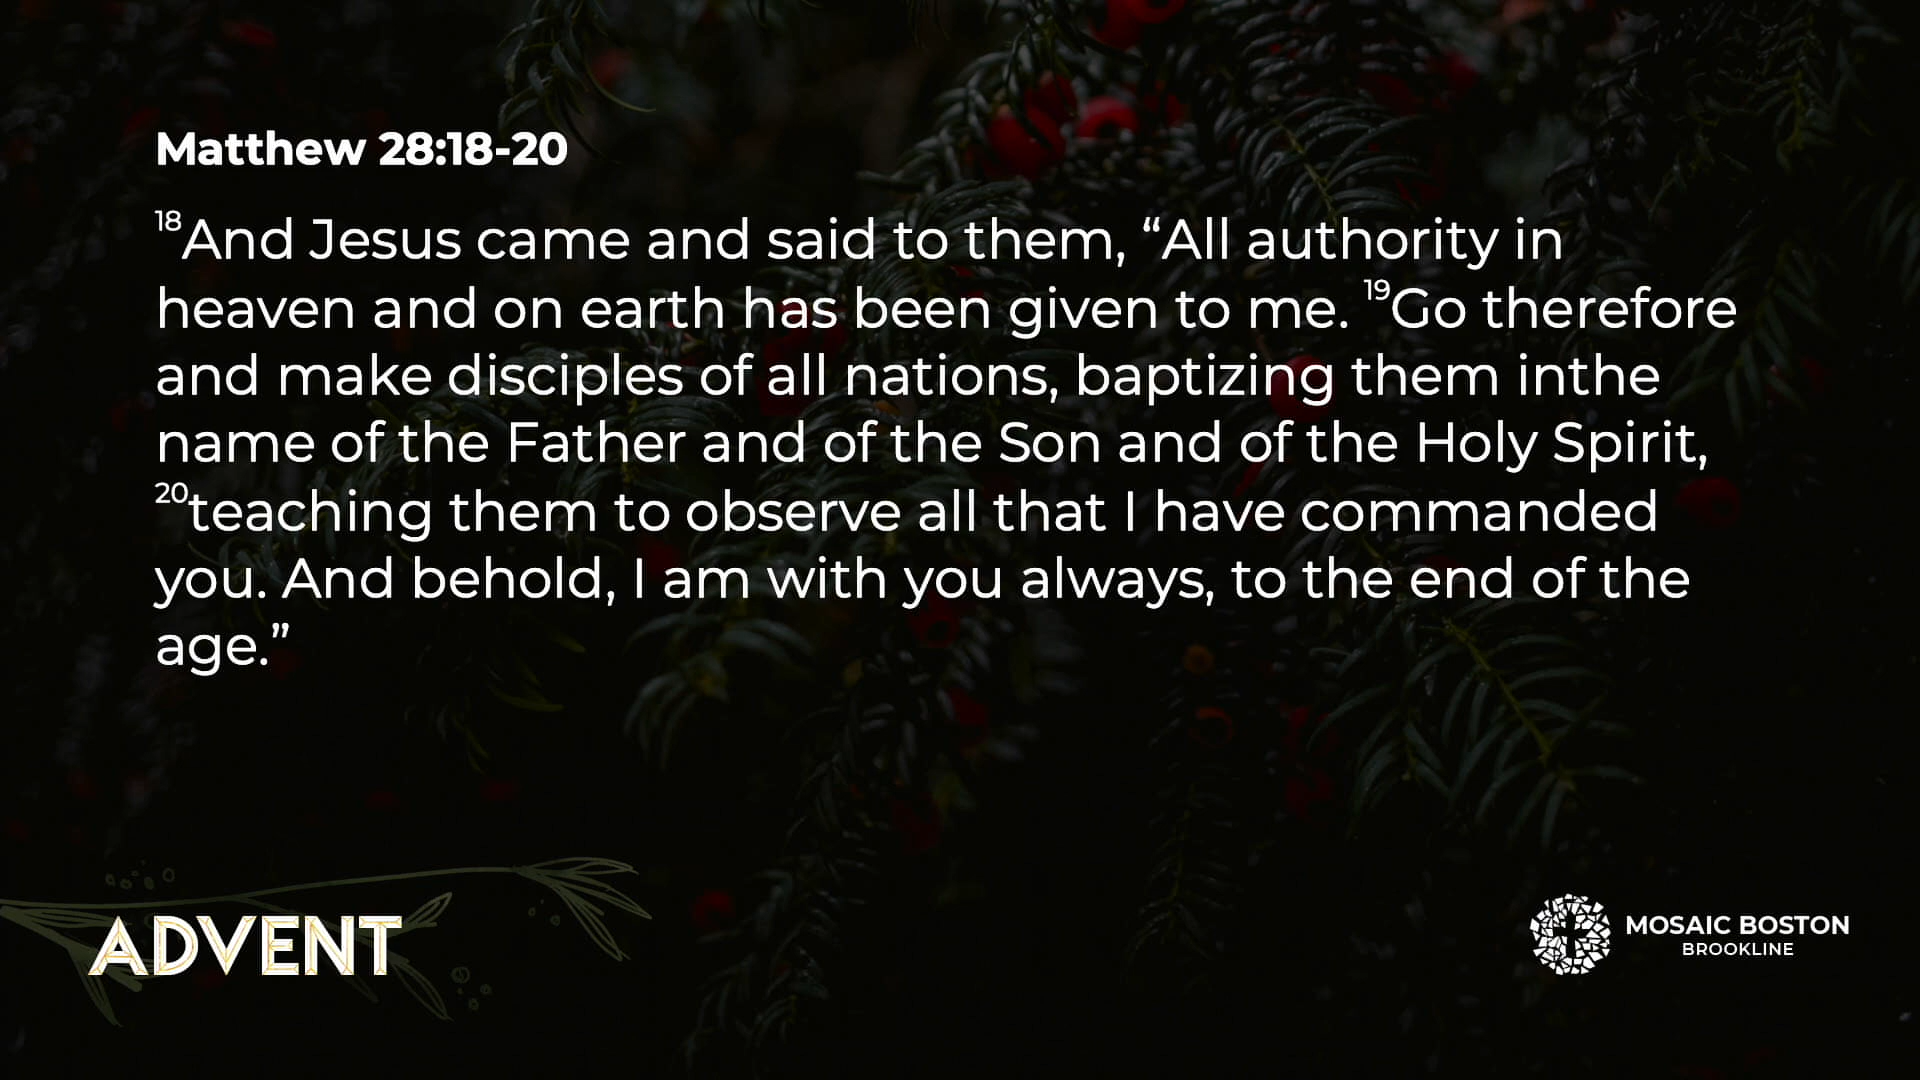 Matthew 28:18-20
18And Jesus came and said to them, “All authority in
heaven and on earth has been given to me. 19Go therefore
and make disciples of all nations, baptizing them inthe
name of the Father and of the Son and of the Holy Spirit,
20teaching them to observe all that I have commanded
you. And behold, I am with you always, to the end of the
age.”
ADVENT
MOSAIC BOSTON
BROOKLINE